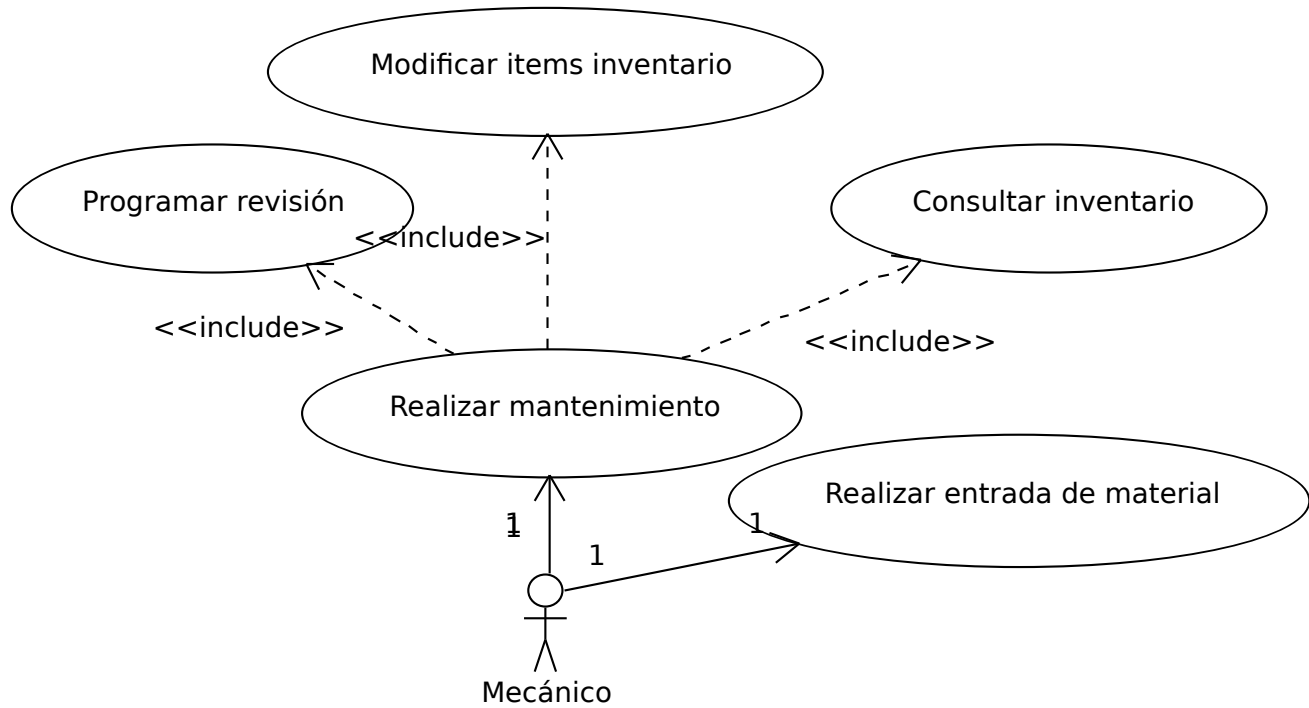 Modificar items inventario
Programar revisión
Consultar inventario
<<include>>
<<include>>
<<include>>
Realizar mantenimiento
Realizar entrada de material
1
1
1
1
Mecánico